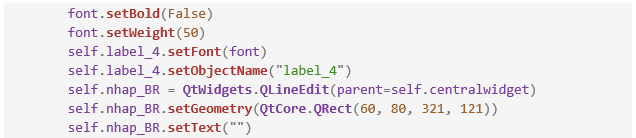 font.setBold(False)
font.setWeight(50)
self.label_4.setFont(font)
self.label_4.setObjectName("label_4")
self.nhap_BR = QtWidgets.QLineEdit(parent=self.centralwidget)
self.nhap_BR.setGeometry(QtCore.QRect(60, 80, 321, 121))
self.nhap_BR.setText("")